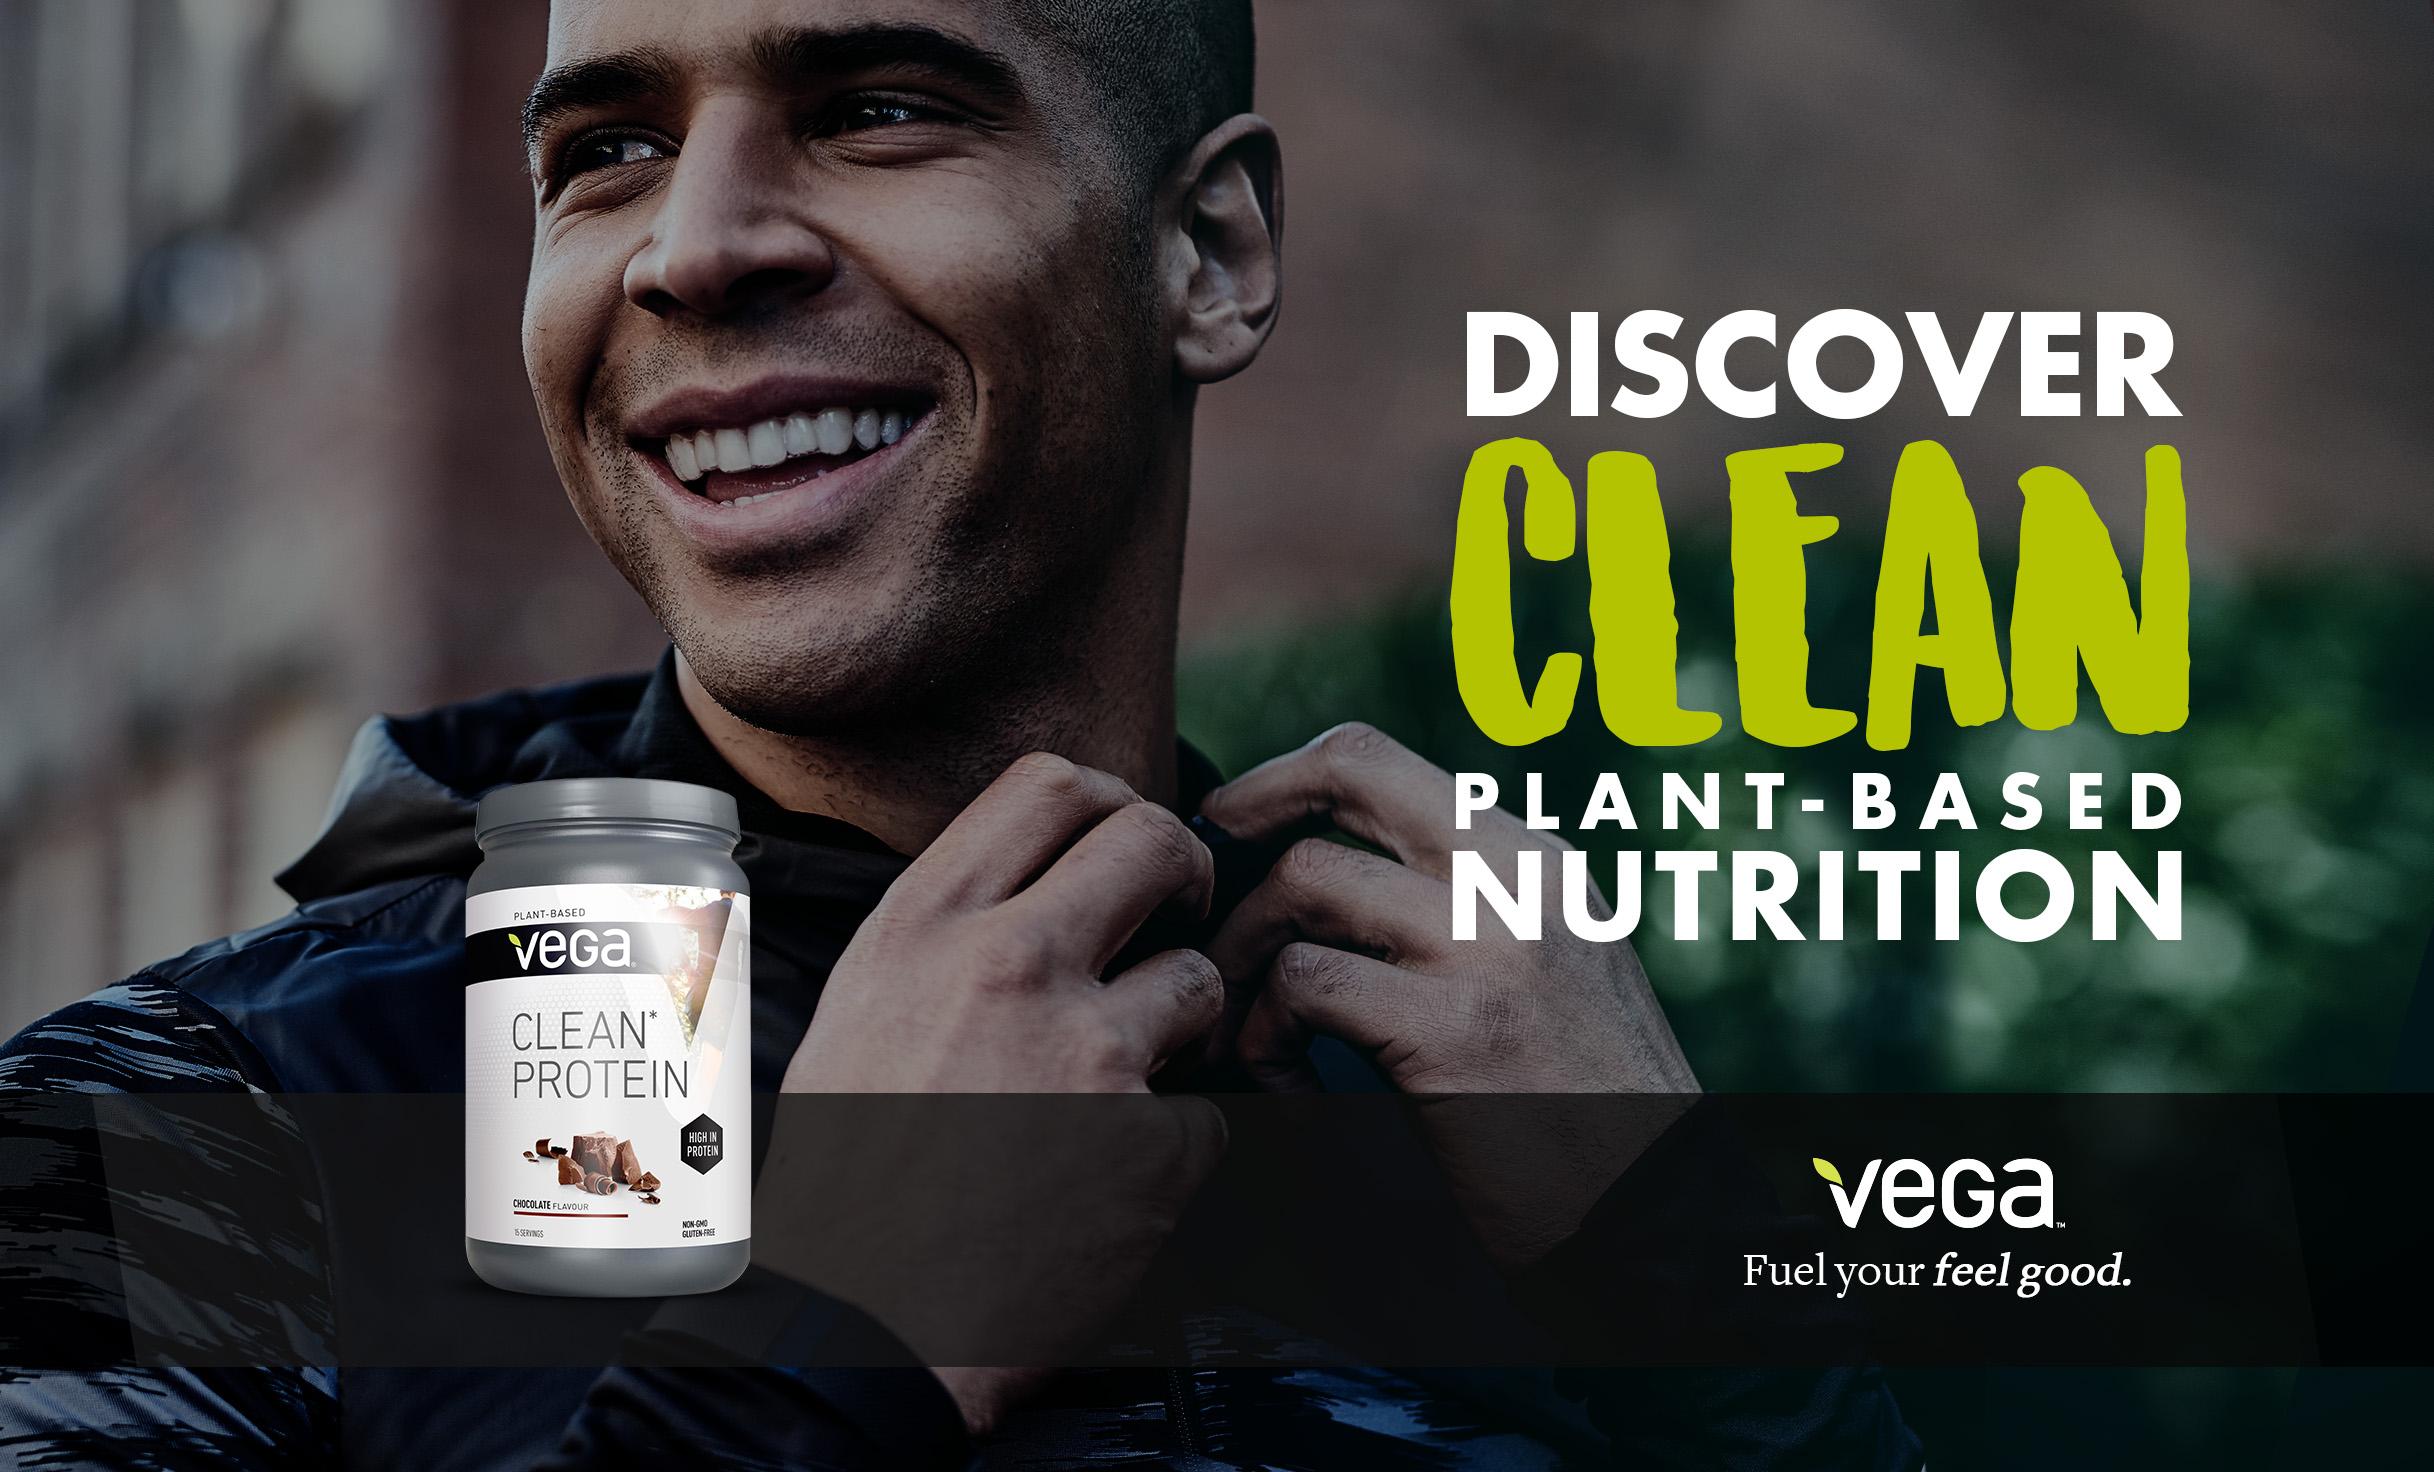 DISCOVER
CLEAN
PLANT-BASED
NUTRITION
PLANT-BASED
vega®
CLEAN*
PROTEIN
HIGH IN
PROTEIN
CHOCOLATE FLAVOUR
15 SERVINGS
NON-GMO
GLUTEN-FREE
vega™
Fuel your feel good.